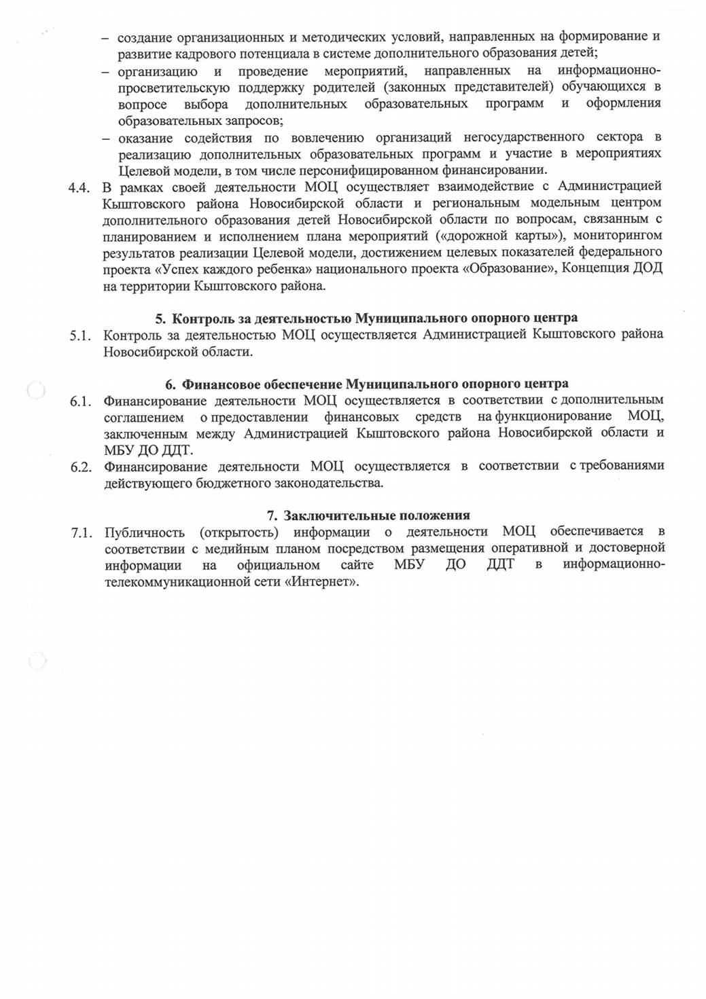 – создание организационных и методических условий, направленных на формирование и
развитие кадрового потенциала в системе дополнительного образования детей;
– организацию и проведение мероприятий, направленных на информационно-
просветительскую поддержку родителей (законных представителей) обучающихся в
вопросе выбора дополнительных образовательных программ и оформления
образовательных запросов;
– оказание содействия по вовлечению организаций негосударственного сектора в
реализацию дополнительных образовательных программ и участие в мероприятиях
Целевой модели, в том числе персонифицированном финансировании.
4.4. В рамках своей деятельности МОЦ осуществляет взаимодействие с Администрацией
Кыштовского района Новосибирской области и региональным модельным центром
дополнительного образования детей Новосибирской области по вопросам, связанным с
планированием и исполнением плана мероприятий («дорожной карты»), мониторингом
результатов реализации Целевой модели, достижением целевых показателей федерального
проекта «Успех каждого ребенка» национального проекта «Образование», Концепция ДОД
на территории Кыштовского района.
5. Контроль за деятельностью Муниципального опорного центра
5.1. Контроль за деятельностью МОЦ осуществляется Администрацией Кыштовского района
Новосибирской области.
6. Финансовое обеспечение Муниципального опорного центра
6.1. Финансирование деятельности МОЦ осуществляется в соответствии с дополнительным
соглашением о предоставлении финансовых средств на функционирование МОЦ,
заключенным между Администрацией Кыштовского района Новосибирской области и
МБУ ДО ДДТ.
6.2. Финансирование деятельности МОЦ осуществляется в соответствии с требованиями
действующего бюджетного законодательства.
7. Заключительные положения
7.1. Публичность (открытость) информации о деятельности МОЦ обеспечивается в
соответствии с медийным планом посредством размещения оперативной и достоверной
информации на официальном сайте МБУ ДО ДДТ в информационно-
телекоммуникационной сети «Интернет».